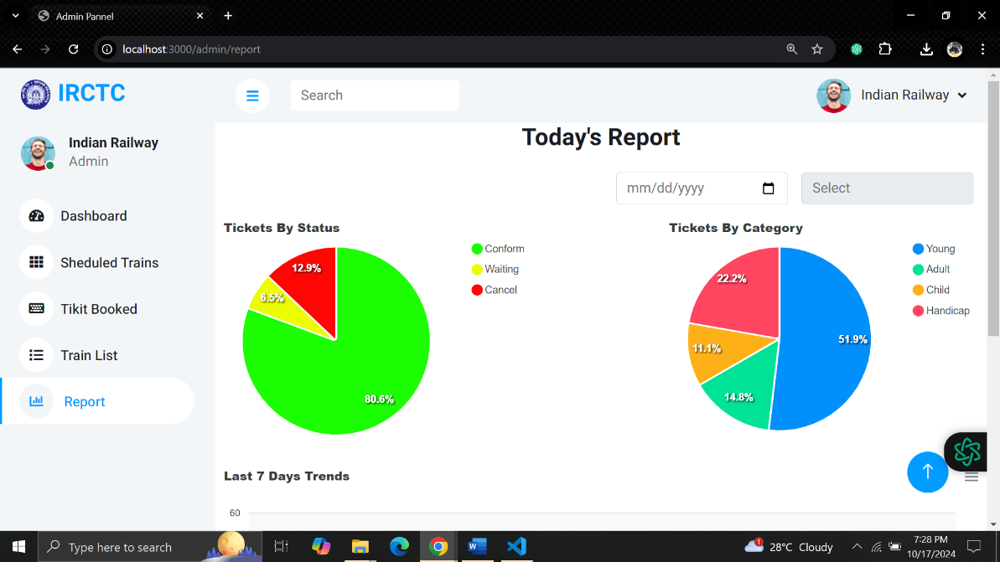 Admin Pannel
localhost:3000/admin/report
IRCTC
Search
Indian Railway
Indian Railway
Admin
Dashboard
Sheduled Trains
Tikit Booked
Train List
Report
Today's Report
mm/dd/yyyy
Select
Tickets By Status
12.9%
6.5%
80.6%
Conform
Waiting
Cancel
Tickets By Category
22.2%
51.9%
11.1%
14.8%
Young
Adult
Child
Handicap
Last 7 Days Trends
60
Type here to search
1
28°C Cloudy
7:28 PM
10/17/2024